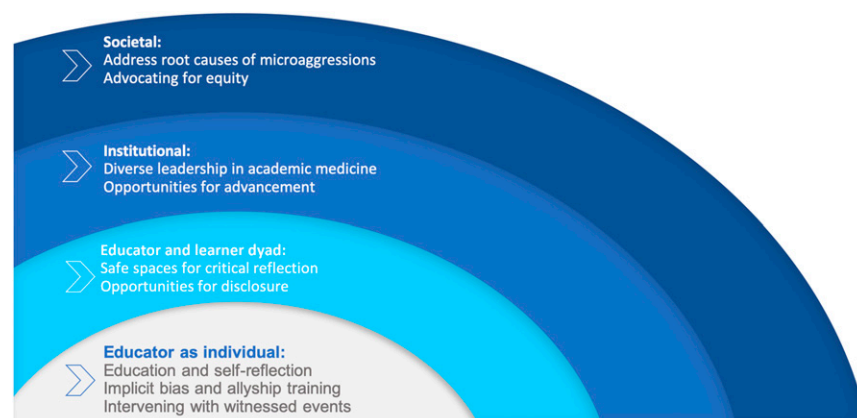 Societal:
Address root causes of microaggressions
Advocating for equity
Institutional:
Diverse leadership in academic medicine
Opportunities for advancement
Educator and learner dyad:
Safe spaces for critical reflection
Opportunities for disclosure
Educator as individual:
Education and self-reflection
Implicit bias and allyship training
Intervening with witnessed events